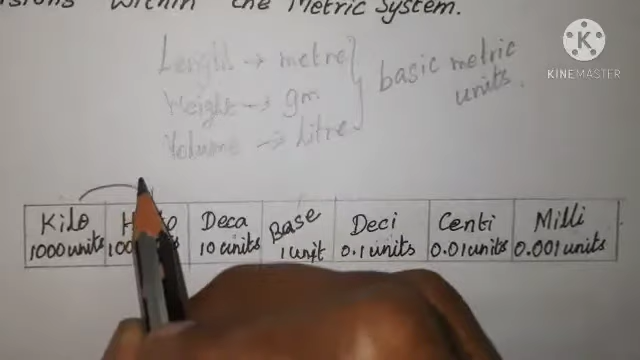 within the Metric System.
Length → metre
Weight → gm
Volume → Litre
basic metric
units.
KINEMASTER
Kilo Deca Base Deci Centi Milli
1000 units 10 units 1 unit 0.1 units 0.01 units 0.001 units